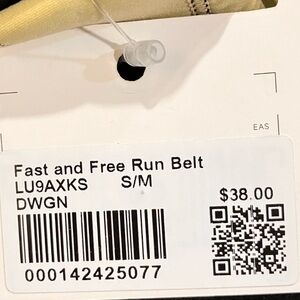 EAS
Fast and Free Run Belt
LU9AXKS S/M
DWGN
$38.00
000142425077